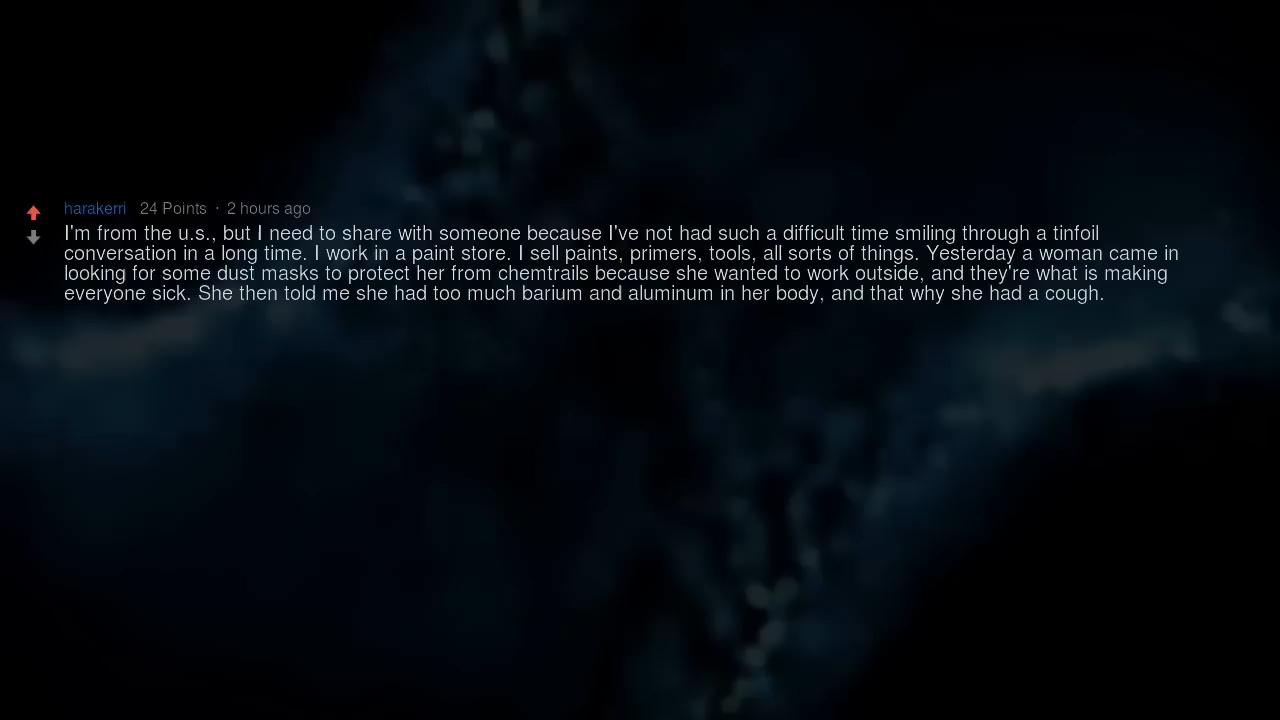 harakerri 24 Points · 2 hours ago
I'm from the u.s., but I need to share with someone because I've not had such a difficult time smiling through a tinfoil
conversation in a long time. I work in a paint store. I sell paints, primers, tools, all sorts of things. Yesterday a woman came in
looking for some dust masks to protect her from chemtrails because she wanted to work outside, and they're what is making
everyone sick. She then told me she had too much barium and aluminum in her body, and that why she had a cough.